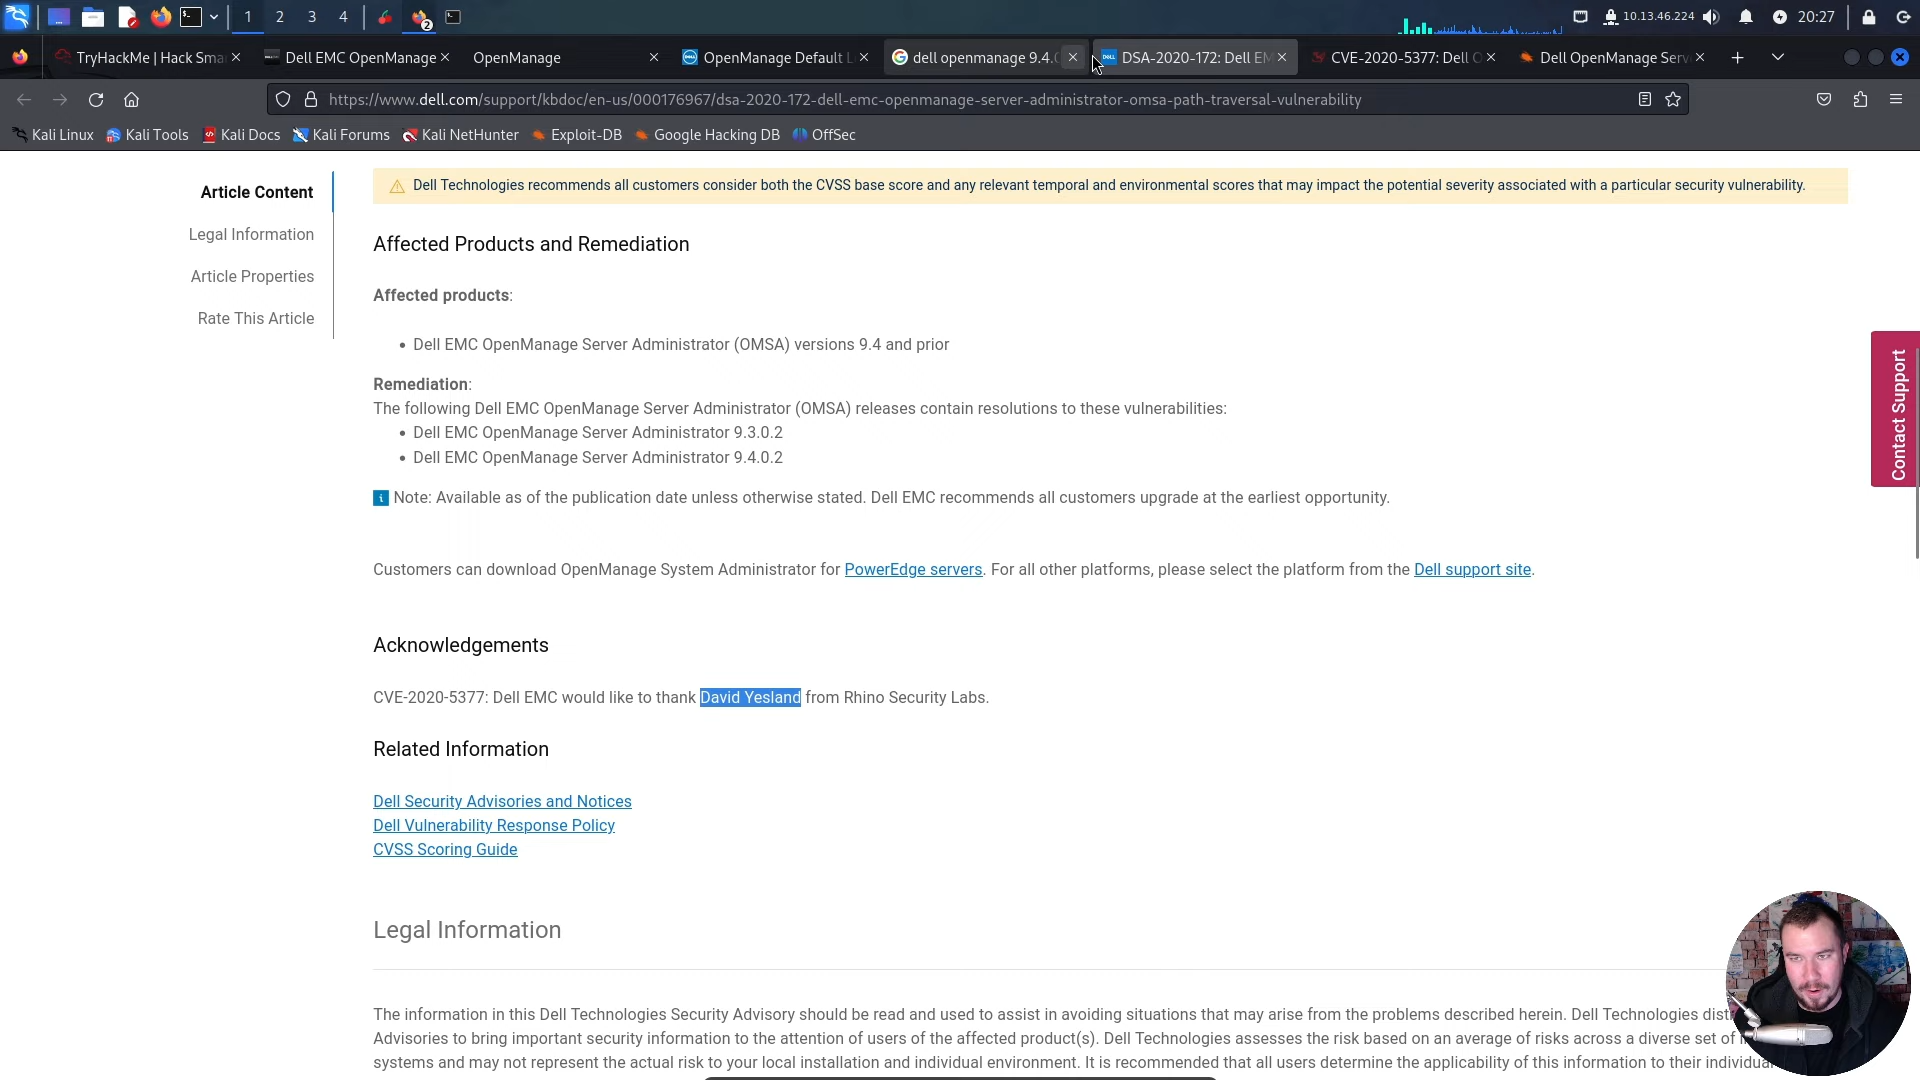 1 2 3 4 2 10.13.46.224 20:27
TryHackMe | Hack Sma Dell EMC OpenManage OpenManage OpenManage Default L dell openmanage 9.4.0 DSA-2020-172: Dell EM CVE-2020-5377: Dell O Dell OpenManage Serv
https://www.dell.com/support/kbdoc/en-us/000176967/dsa-2020-172-dell-emc-openmanage-server-administrator-omsa-path-traversal-vulnerability
Kali Linux Kali Tools Kali Docs Kali Forums Kali NetHunter Exploit-DB Google Hacking DB OffSec
Article Content
Legal Information
Article Properties
Rate This Article
Dell Technologies recommends all customers consider both the CVSS base score and any relevant temporal and environmental scores that may impact the potential severity associated with a particular security vulnerability.
Affected Products and Remediation
Affected products:
• Dell EMC OpenManage Server Administrator (OMSA) versions 9.4 and prior
Remediation:
The following Dell EMC OpenManage Server Administrator (OMSA) releases contain resolutions to these vulnerabilities:
• Dell EMC OpenManage Server Administrator 9.3.0.2
• Dell EMC OpenManage Server Administrator 9.4.0.2
Note: Available as of the publication date unless otherwise stated. Dell EMC recommends all customers upgrade at the earliest opportunity.
Customers can download OpenManage System Administrator for PowerEdge servers. For all other platforms, please select the platform from the Dell support site.
Acknowledgements
CVE-2020-5377: Dell EMC would like to thank David Yesland from Rhino Security Labs.
Related Information
Dell Security Advisories and Notices
Dell Vulnerability Response Policy
CVSS Scoring Guide
Legal Information
The information in this Dell Technologies Security Advisory should be read and used to assist in avoiding situations that may arise from the problems described herein. Dell Technologies dist
Advisories to bring important security information to the attention of users of the affected product(s). Dell Technologies assesses the risk based on an average of risks across a diverse set of
systems and may not represent the actual risk to your local installation and individual environment. It is recommended that all users determine the applicability of this information to their individua
Contact Support